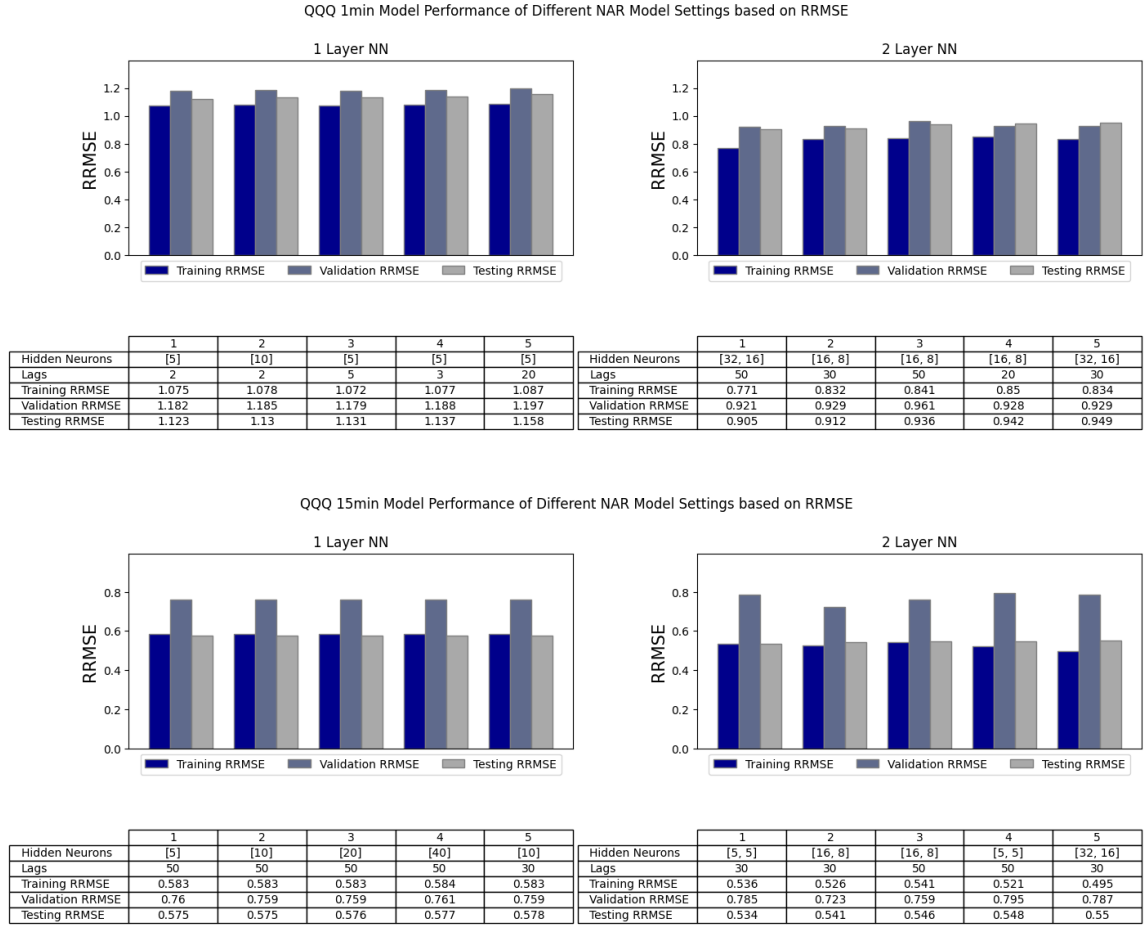 QQQ 1min Model Performance of Different NAR Model Settings based on RRMSE
1 Layer NN
RRMSE
1.2
1.0
0.8
0.6
0.4
0.2
0.0
Training RRMSE Validation RRMSE Testing RRMSE
1 2 3 4 5
Hidden Neurons [5] [10] [5] [5] [5]
Lags 2 2 5 3 20
Training RRMSE 1.075 1.078 1.072 1.077 1.087
Validation RRMSE 1.182 1.185 1.179 1.188 1.197
Testing RRMSE 1.123 1.13 1.131 1.137 1.158
2 Layer NN
RRMSE
1.2
1.0
0.8
0.6
0.4
0.2
0.0
Training RRMSE Validation RRMSE Testing RRMSE
1 2 3 4 5
Hidden Neurons [32, 16] [16, 8] [16, 8] [16, 8] [32, 16]
Lags 50 30 50 20 30
Training RRMSE 0.771 0.832 0.841 0.85 0.834
Validation RRMSE 0.921 0.929 0.961 0.928 0.929
Testing RRMSE 0.905 0.912 0.936 0.942 0.949
QQQ 15min Model Performance of Different NAR Model Settings based on RRMSE
1 Layer NN
RRMSE
0.8
0.6
0.4
0.2
0.0
Training RRMSE Validation RRMSE Testing RRMSE
1 2 3 4 5
Hidden Neurons [5] [10] [20] [40] [10]
Lags 50 50 50 50 30
Training RRMSE 0.583 0.583 0.583 0.584 0.583
Validation RRMSE 0.76 0.759 0.759 0.761 0.759
Testing RRMSE 0.575 0.575 0.576 0.577 0.578
2 Layer NN
RRMSE
0.8
0.6
0.4
0.2
0.0
Training RRMSE Validation RRMSE Testing RRMSE
1 2 3 4 5
Hidden Neurons [5, 5] [16, 8] [16, 8] [5, 5] [32, 16]
Lags 30 30 50 50 30
Training RRMSE 0.536 0.526 0.541 0.521 0.495
Validation RRMSE 0.785 0.723 0.759 0.795 0.787
Testing RRMSE 0.534 0.541 0.546 0.548 0.55